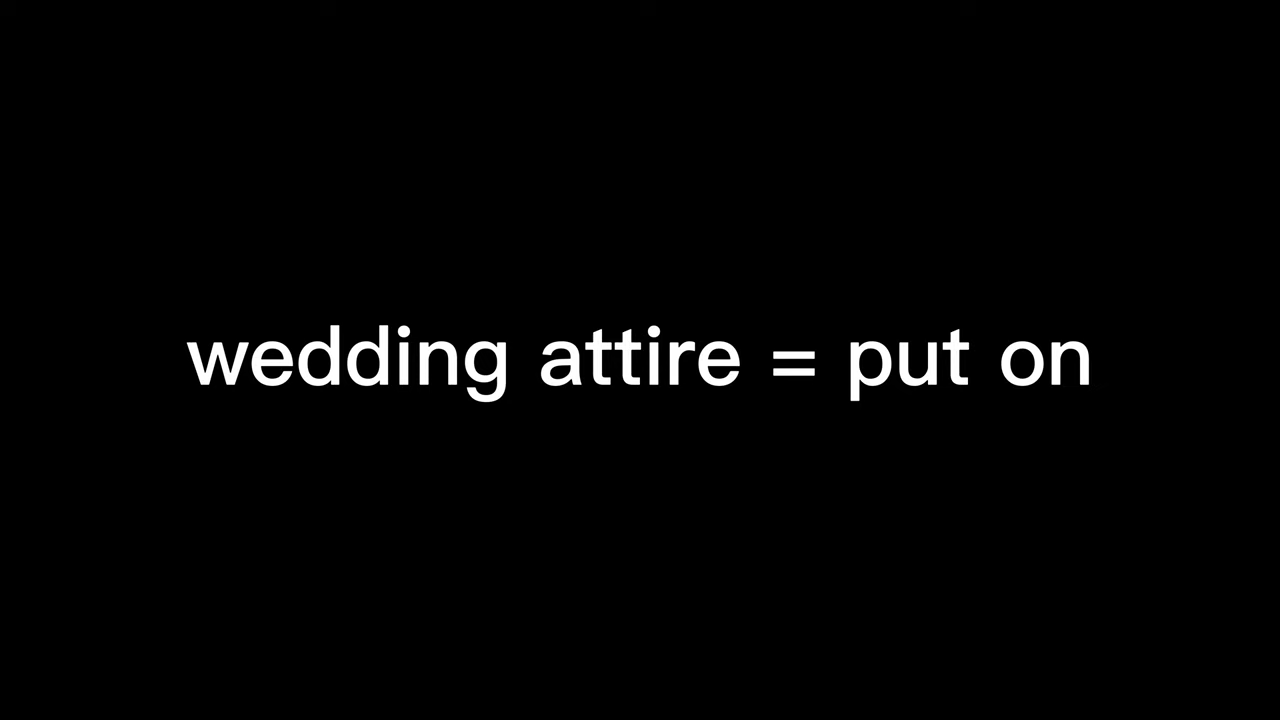 wedding attire = put on